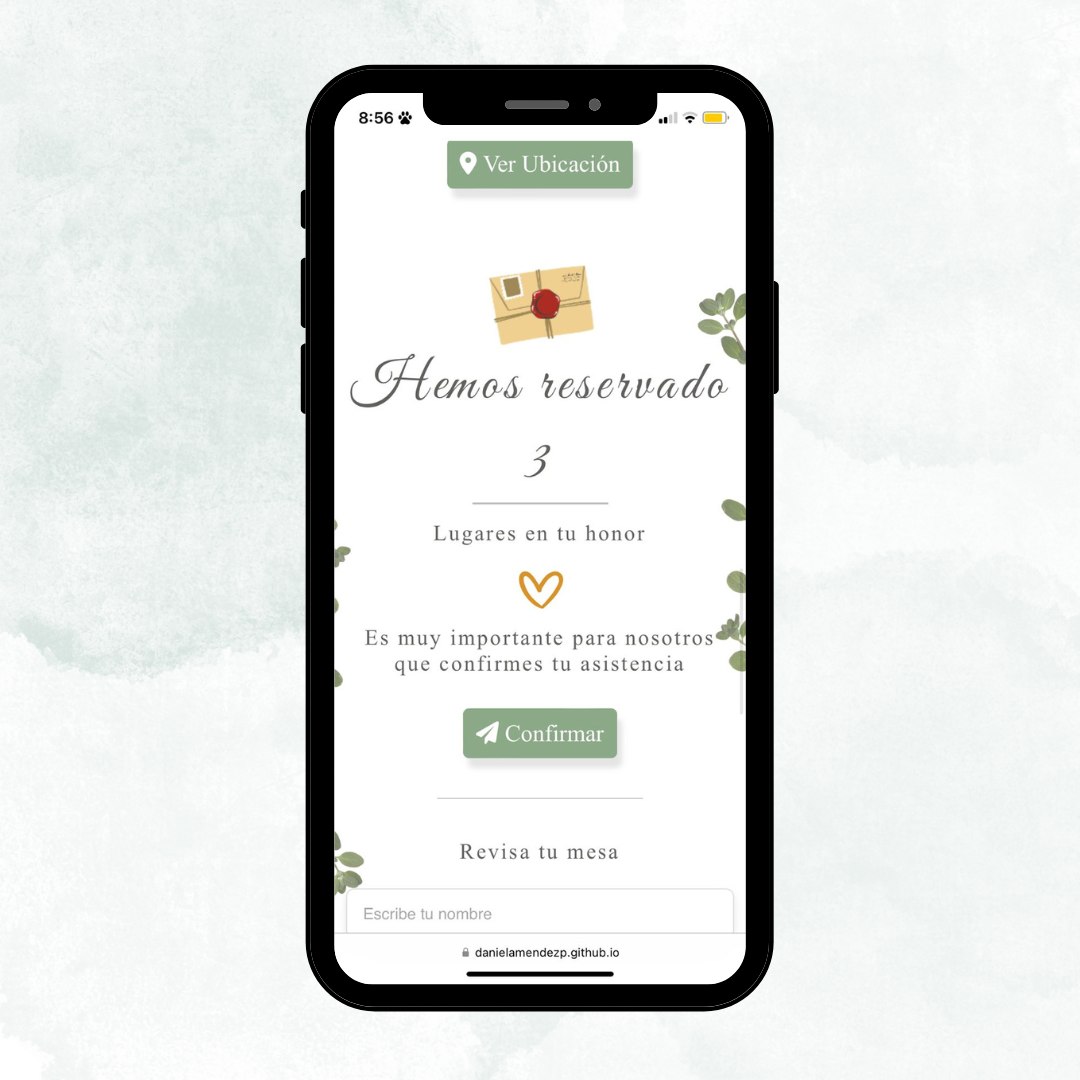 8:56
Ver Ubicación
Hemos reservado
3
Lugares en tu honor
Es muy importante para nosotros
que confirmes tu asistencia
Confirmar
Revisa tu mesa
Escribe tu nombre
danielamendezp.github.io